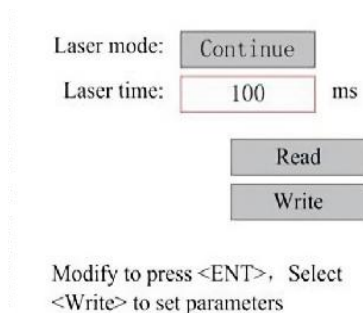 Laser mode: Continue
Laser time: 100 ms
Read
Write
Modify to press <ENT>, Select
<Write> to set parameters